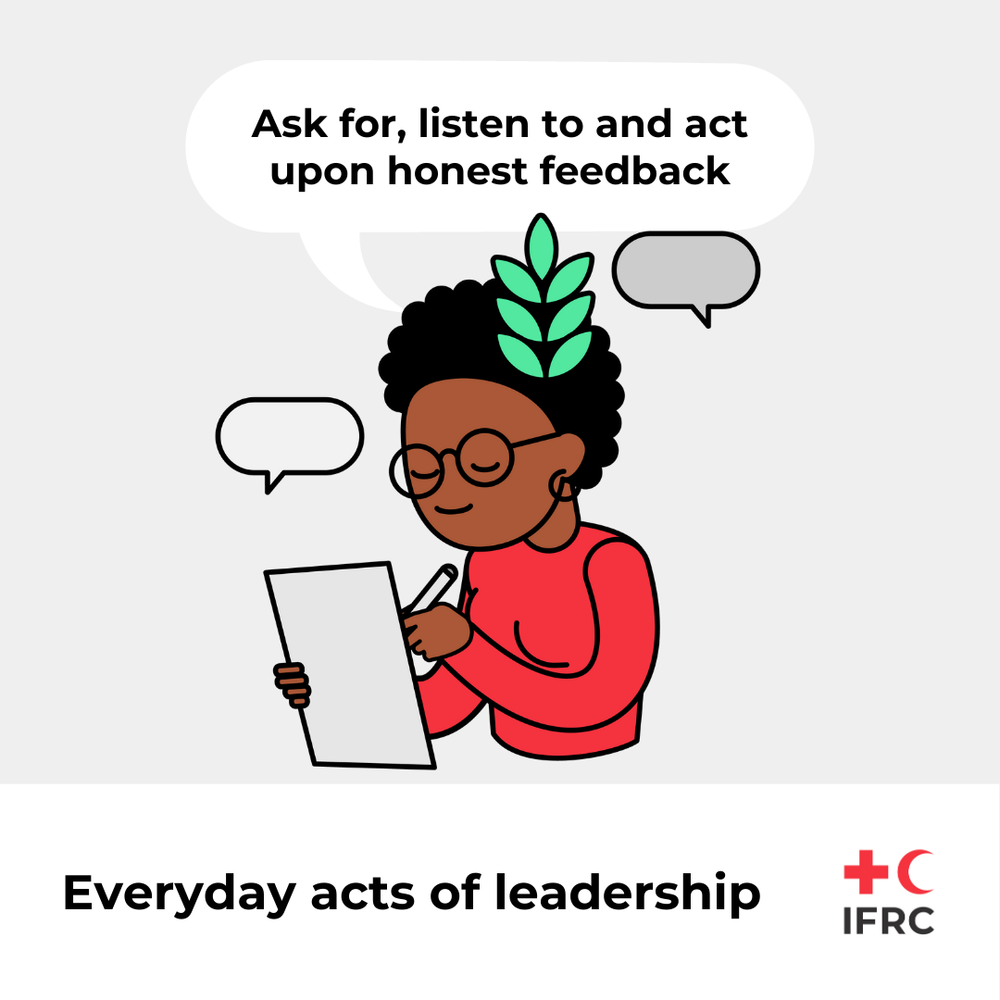 Ask for, listen to and act
upon honest feedback
Everyday acts of leadership
IFRC